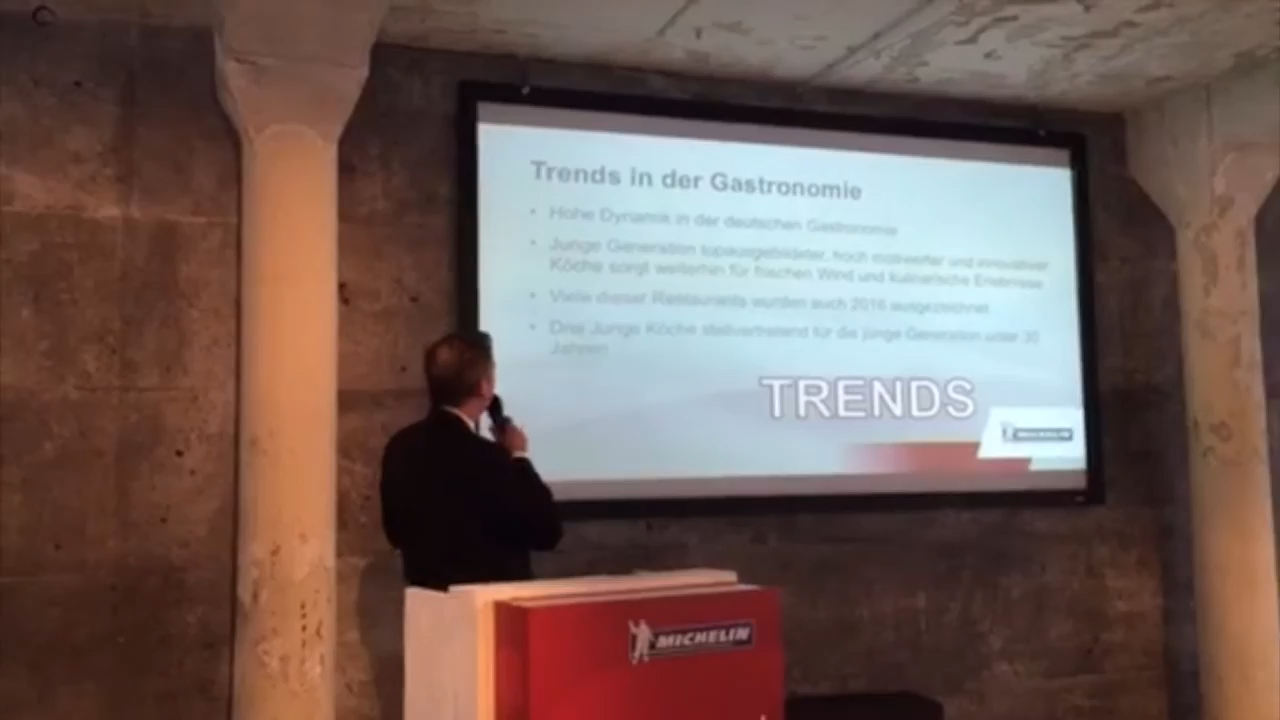 Trends in der Gastronomie
• Hohe Dynamik in der deutschen Gastronomie
• Junge Generation topausgebildeter, hoch motivierter und innovativer
Köche sorgt weiterhin für frischen Wind und kulinarische Erlebnisse
• Viele dieser Restaurants wurden auch 2016 ausgezeichnet
• Drei Junge Köche stellvertretend für die junge Generation unter 30
Jahren
TRENDS
MICHELIN
MICHELIN